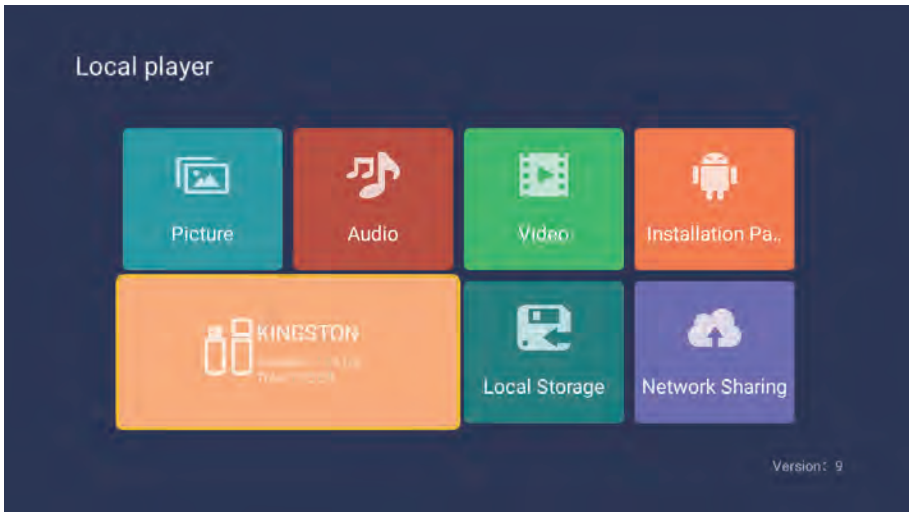 Local player
Picture
Audio
Video
Installation Pa..
KINGSTON
Local Storage
Network Sharing
Version: 9